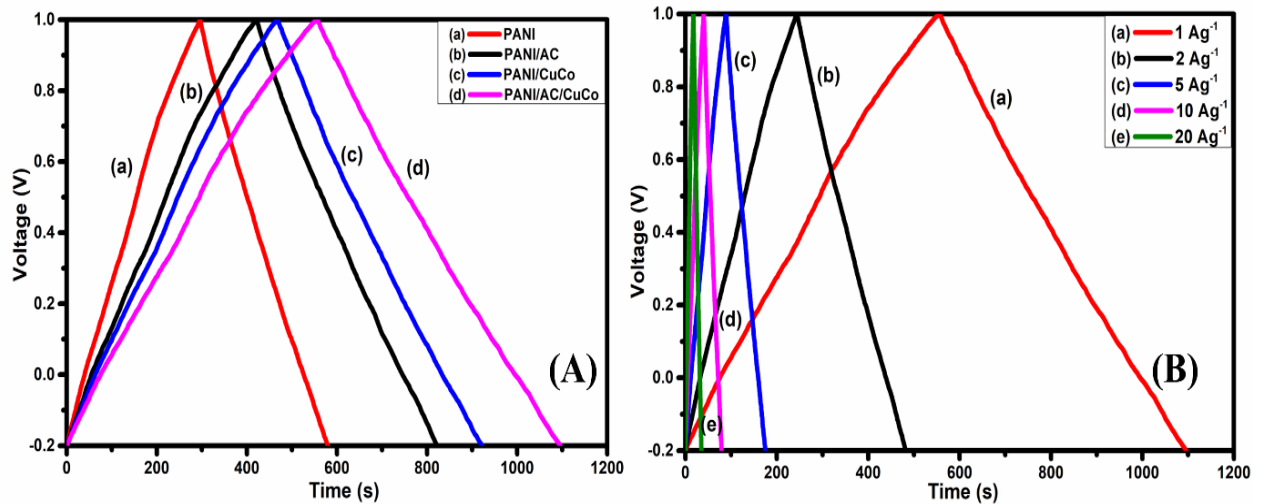 1.0
0.8
0.6
0.4
0.2
0.0
-0.2
Voltage (V)
0 200 400 600 800 1000 1200
Time (s)
(a) PANI
(b) PANI/AC
(c) PANI/CuCo
(d) PANI/AC/CuCo
(a)
(b)
(c)
(d)
(A)
1.0
0.8
0.6
0.4
0.2
0.0
-0.2
Voltage (V)
0 200 400 600 800 1000 1200
Time (s)
(a) 1 Ag⁻¹
(b) 2 Ag⁻¹
(c) 5 Ag⁻¹
(d) 10 Ag⁻¹
(e) 20 Ag⁻¹
(c)
(b)
(a)
(d)
(e)
(B)